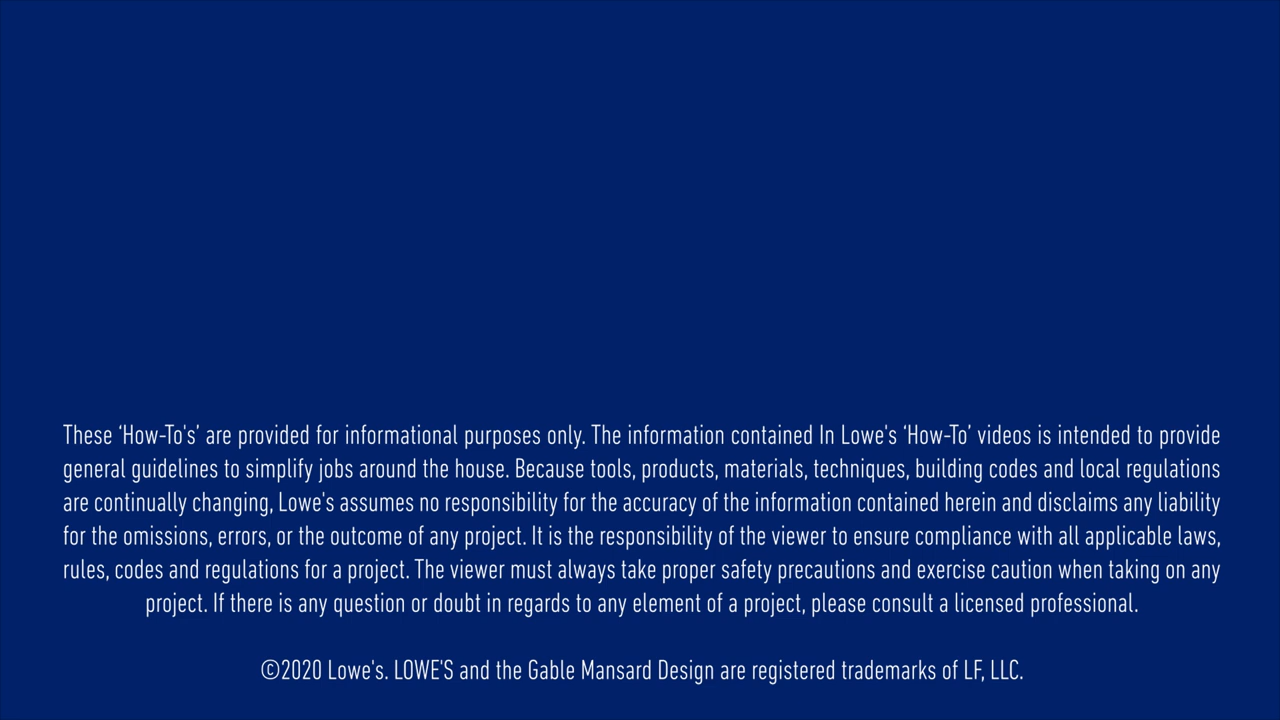 These ‘How-To's’ are provided for informational purposes only. The information contained In Lowe's ‘How-To’ videos is intended to provide
general guidelines to simplify jobs around the house. Because tools, products, materials, techniques, building codes and local regulations
are continually changing, Lowe's assumes no responsibility for the accuracy of the information contained herein and disclaims any liability
for the omissions, errors, or the outcome of any project. It is the responsibility of the viewer to ensure compliance with all applicable laws,
rules, codes and regulations for a project. The viewer must always take proper safety precautions and exercise caution when taking on any
project. If there is any question or doubt in regards to any element of a project, please consult a licensed professional.
©2020 Lowe's. LOWE'S and the Gable Mansard Design are registered trademarks of LF, LLC.